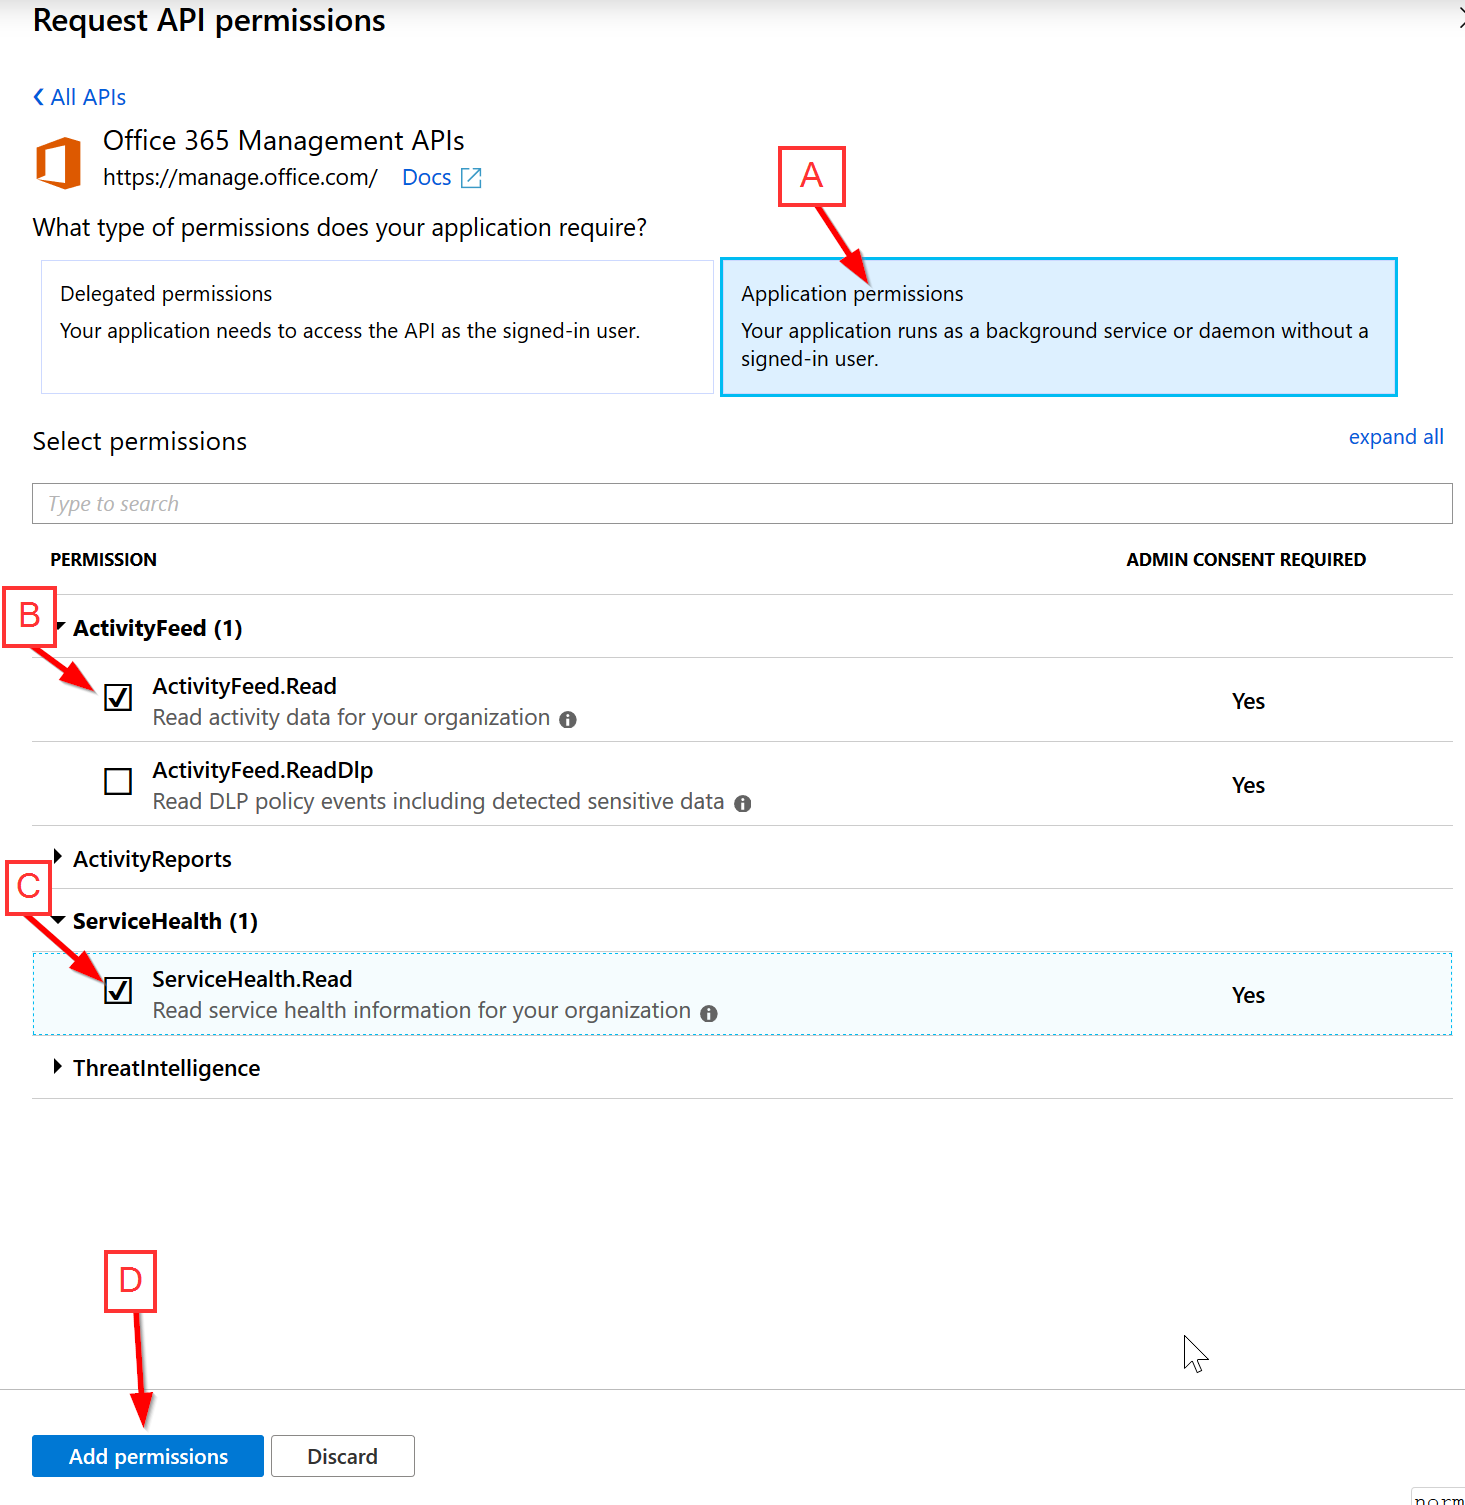 Request API permissions
All APIs
Office 365 Management APIs
https://manage.office.com/ Docs
A
What type of permissions does your application require?
Delegated permissions
Your application needs to access the API as the signed-in user.
Application permissions
Your application runs as a background service or daemon without a
signed-in user.
Select permissions
expand all
Type to search
PERMISSION ADMIN CONSENT REQUIRED
B
ActivityFeed (1)
ActivityFeed.Read
Read activity data for your organization
Yes
ActivityFeed.ReadDlp
Read DLP policy events including detected sensitive data
Yes
ActivityReports
C
ServiceHealth (1)
ServiceHealth.Read
Read service health information for your organization
Yes
ThreatIntelligence
D
Add permissions Discard